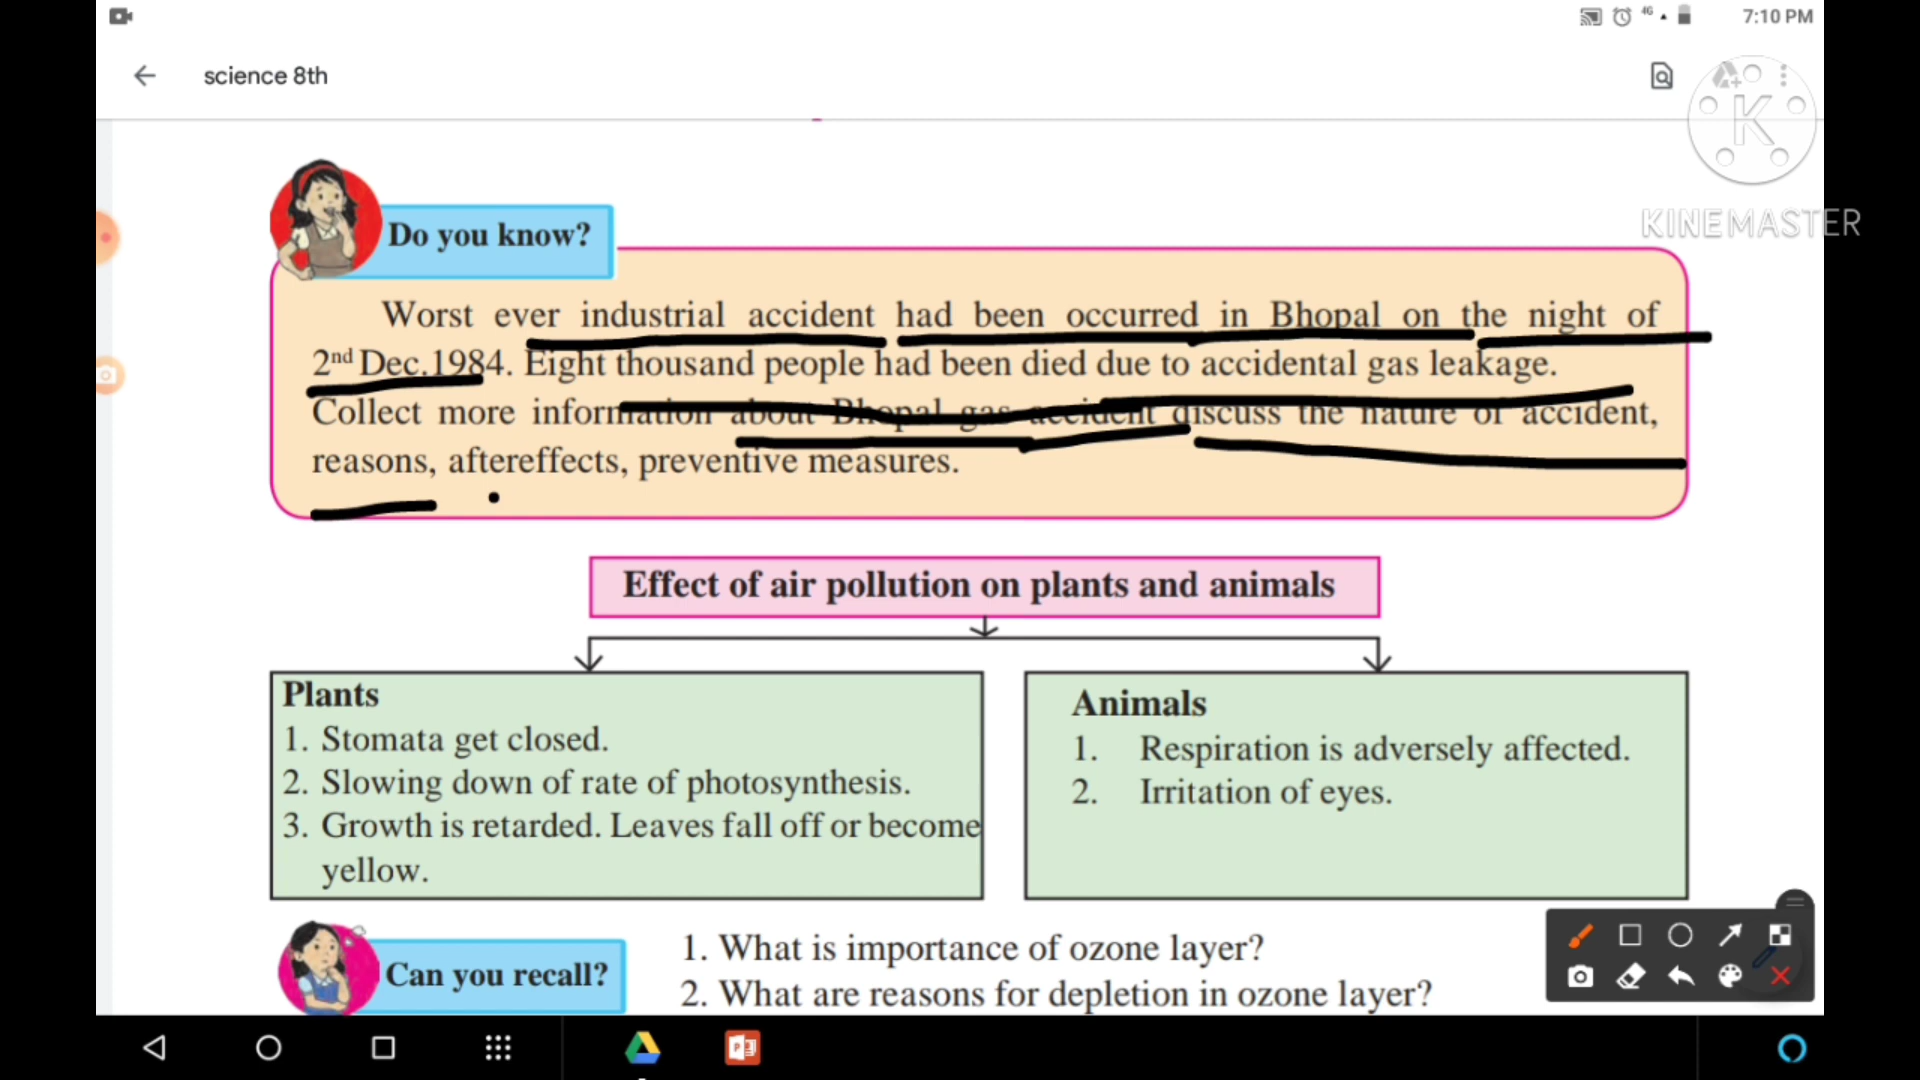 4G 7:10 PM
science 8th
KINEMASTER
Do you know?
Worst ever industrial accident had been occurred in Bhopal on the night of
2nd Dec.1984. Eight thousand people had been died due to accidental gas leakage.
Collect more information about Bhopal gas accident discuss the nature of accident,
reasons, aftereffects, preventive measures.
Effect of air pollution on plants and animals
Plants
1. Stomata get closed.
2. Slowing down of rate of photosynthesis.
3. Growth is retarded. Leaves fall off or become
yellow.
Animals
1. Respiration is adversely affected.
2. Irritation of eyes.
Can you recall?
1. What is importance of ozone layer?
2. What are reasons for depletion in ozone layer?